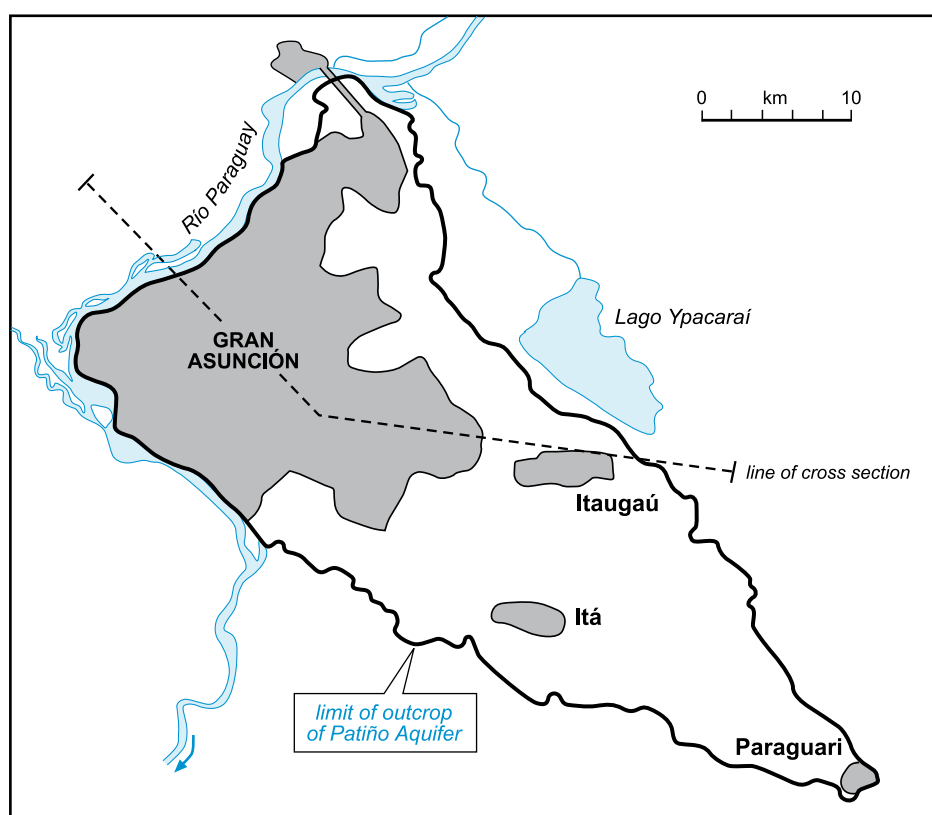 0 km 10
Río Paraguay
Lago Ypacaraí
GRAN
ASUNCIÓN
line of cross section
Itaugaú
Itá
limit of outcrop
of Patiño Aquifer
Paraguari